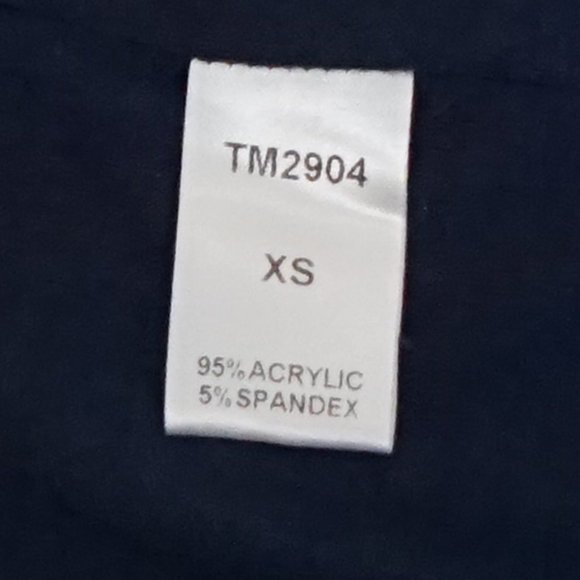 TM2904
XS
95% ACRYLIC
5% SPANDEX